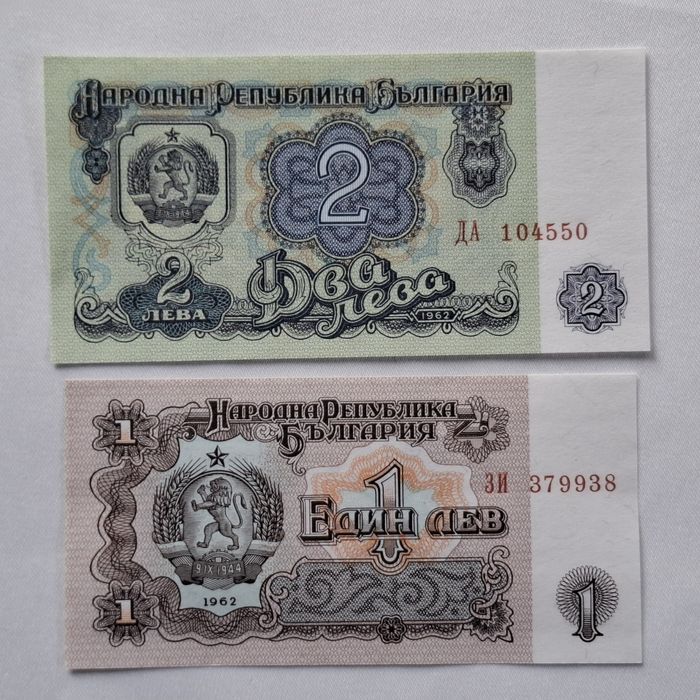 НАРОДНА РЕПУБЛИКА БЪЛГАРИЯ
2
ДА 104550
ДВА
ЛЕВА
2
ЛЕВА
1962
2
1
НАРОДНА РЕПУБЛИКА
БЪЛГАРИЯ
1
ЗИ 379938
ЕДИН ЛЕВ
9 IX 1944
1962
1
1